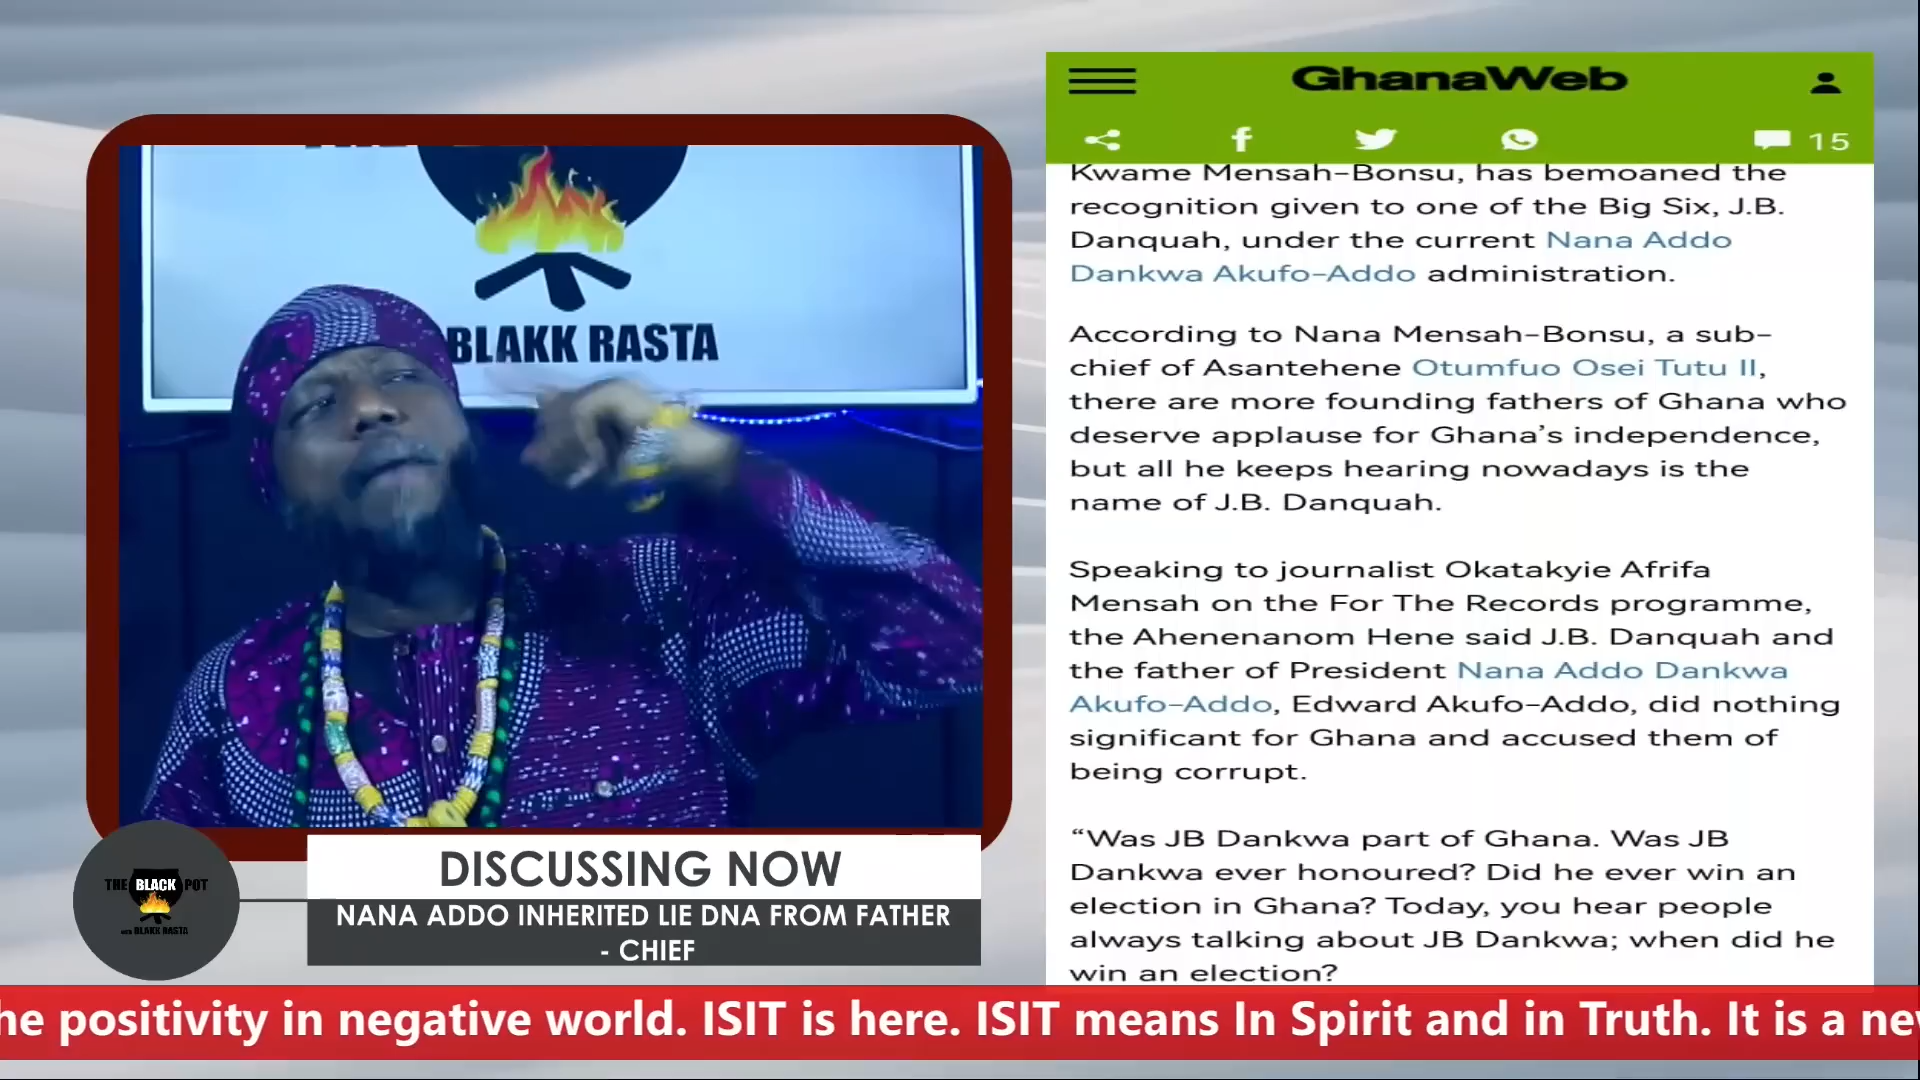 BLAKK RASTA
GhanaWeb
15
Kwame Mensah-Bonsu, has bemoaned the
recognition given to one of the Big Six, J.B.
Danquah, under the current Nana Addo
Dankwa Akufo-Addo administration.
According to Nana Mensah-Bonsu, a sub-
chief of Asantehene Otumfuo Osei Tutu II,
there are more founding fathers of Ghana who
deserve applause for Ghana's independence,
but all he keeps hearing nowadays is the
name of J.B. Danquah.
Speaking to journalist Okatakyie Afrifa
Mensah on the For The Records programme,
the Ahenenanom Hene said J.B. Danquah and
the father of President Nana Addo Dankwa
Akufo-Addo, Edward Akufo-Addo, did nothing
significant for Ghana and accused them of
being corrupt.
“Was JB Dankwa part of Ghana. Was JB
Dankwa ever honoured? Did he ever win an
election in Ghana? Today, you hear people
always talking about JB Dankwa; when did he
win an election?
THE BLACK POT
WITH BLAKK RASTA
DISCUSSING NOW
NANA ADDO INHERITED LIE DNA FROM FATHER
- CHIEF
he positivity in negative world. ISIT is here. ISIT means In Spirit and in Truth. It is a ne